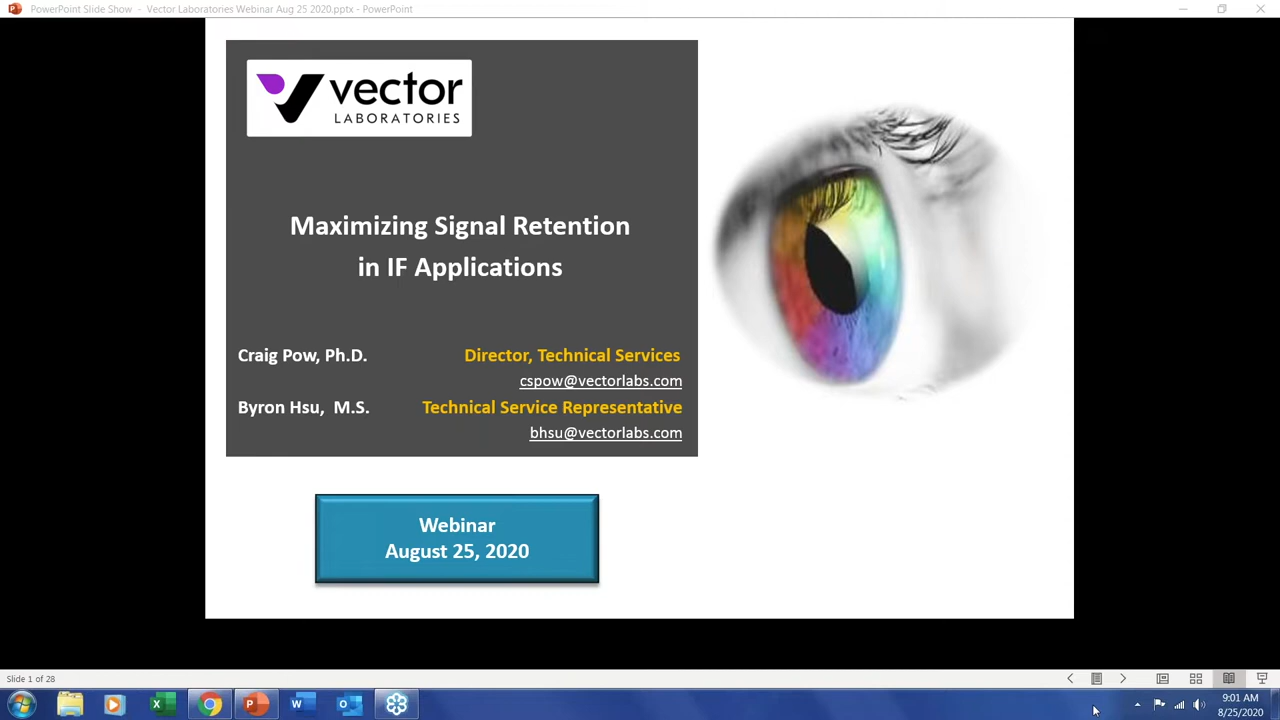 PowerPoint Slide Show - Vector Laboratories Webinar Aug 25 2020.pptx - PowerPoint
vector
LABORATORIES
Maximizing Signal Retention
in IF Applications
Craig Pow, Ph.D. Director, Technical Services
cspow@vectorlabs.com
Byron Hsu, M.S. Technical Service Representative
bhsu@vectorlabs.com
Webinar
August 25, 2020
Slide 1 of 28
9:01 AM
8/25/2020